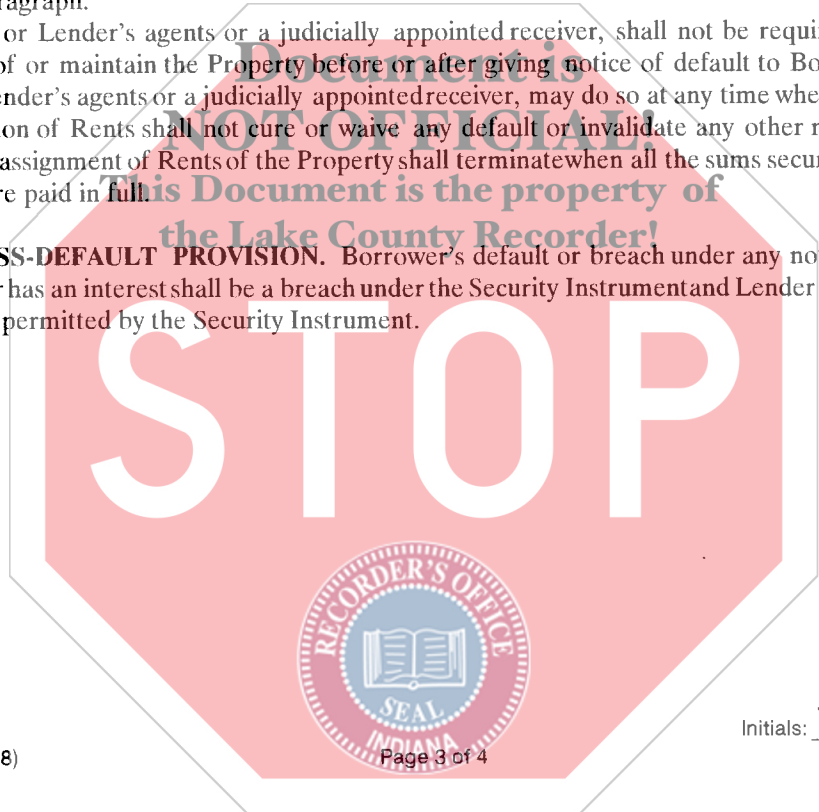 ragraph.
or Lender's agents or a judicially appointed receiver, shall not be requi
of or maintain the Property before or after giving notice of default to Bo
nder's agents or a judicially appointed receiver, may do so at any time whe
on of Rents shall not cure or waive any default or invalidate any other r
assignment of Rents of the Property shall terminate when all the sums secur
re paid in full.
Document is
NOT OFFICIAL!
This Document is the property of
the Lake County Recorder!
SS-DEFAULT PROVISION. Borrower's default or breach under any no
has an interest shall be a breach under the Security Instrument and Lender
permitted by the Security Instrument.
STOP
RECORDER'S OFFICE
SEAL
INDIANA
Initials:
8)
Page 3 of 4